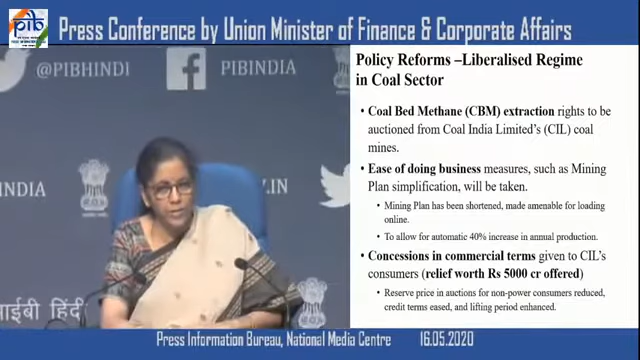 Press Conference by Union Minister of Finance & Corporate Affairs
pib
@PIBHINDI
PIBINDIA
INDIA
.IN
आईबी हिंदी
Policy Reforms –Liberalised Regime
in Coal Sector
• Coal Bed Methane (CBM) extraction rights to be
auctioned from Coal India Limited's (CIL) coal
mines.
• Ease of doing business measures, such as Mining
Plan simplification, will be taken.
• Mining Plan has been shortened, made amenable for loading
online.
• To allow for automatic 40% increase in annual production.
• Concessions in commercial terms given to CIL's
consumers (relief worth Rs 5000 cr offered)
• Reserve price in auctions for non-power consumers reduced,
credit terms eased, and lifting period enhanced.
Press Information Bureau, National Media Centre 16.05.2020